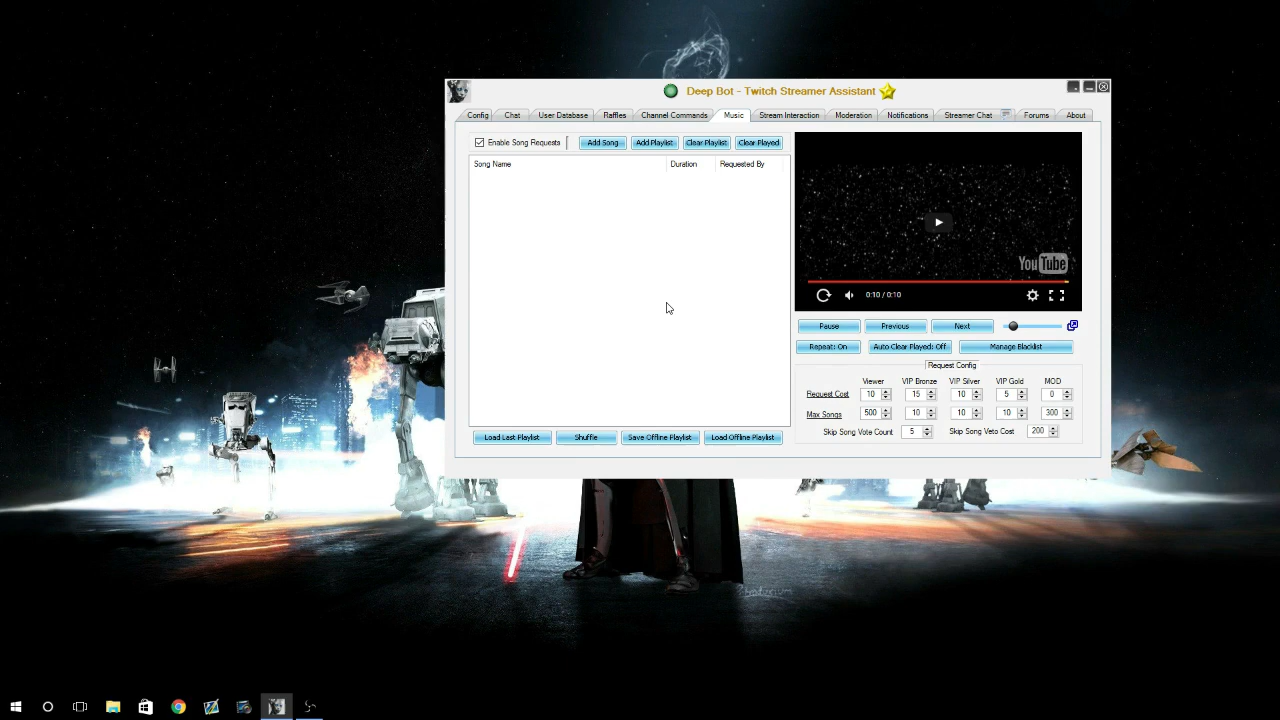 Deep Bot - Twitch Streamer Assistant
Config Chat User Database Raffles Channel Commands Music Stream Interaction Moderation Notifications Streamer Chat Forums About
Enable Song Requests Add Song Add Playlist Clear Playlist Clear Played
Song Name Duration Requested By
YouTube
0:10 / 0:10
Pause Previous Next
Repeat: On Auto Clear Played: Off Manage Blacklist
Request Config
Viewer VIP Bronze VIP Silver VIP Gold MOD
Request Cost 10 15 10 5 0
Max Songs 500 10 10 10 300
Skip Song Vote Count 5 Skip Song Veto Cost 200
Load Last Playlist Shuffle Save Offline Playlist Load Offline Playlist